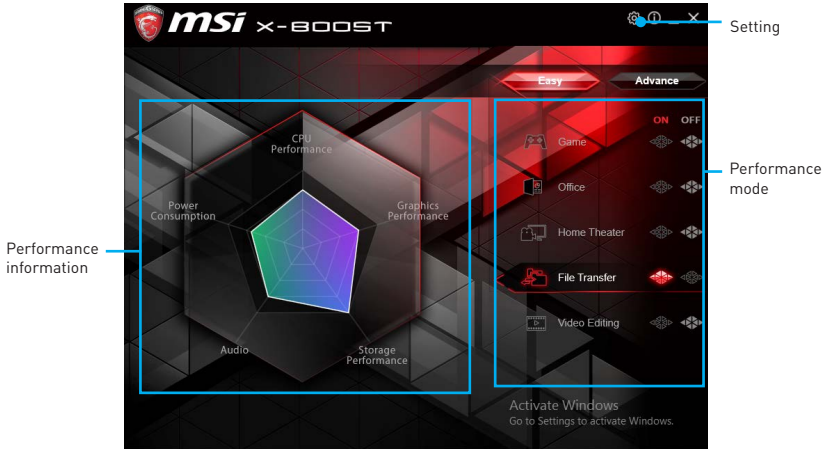 msi X-BOOST
Setting
Easy
Advance
ON OFF
Game
Office
Home Theater
File Transfer
Video Editing
Performance
mode
CPU
Performance
Graphics
Performance
Power
Consumption
Audio
Storage
Performance
Performance
information
Activate Windows
Go to Settings to activate Windows.